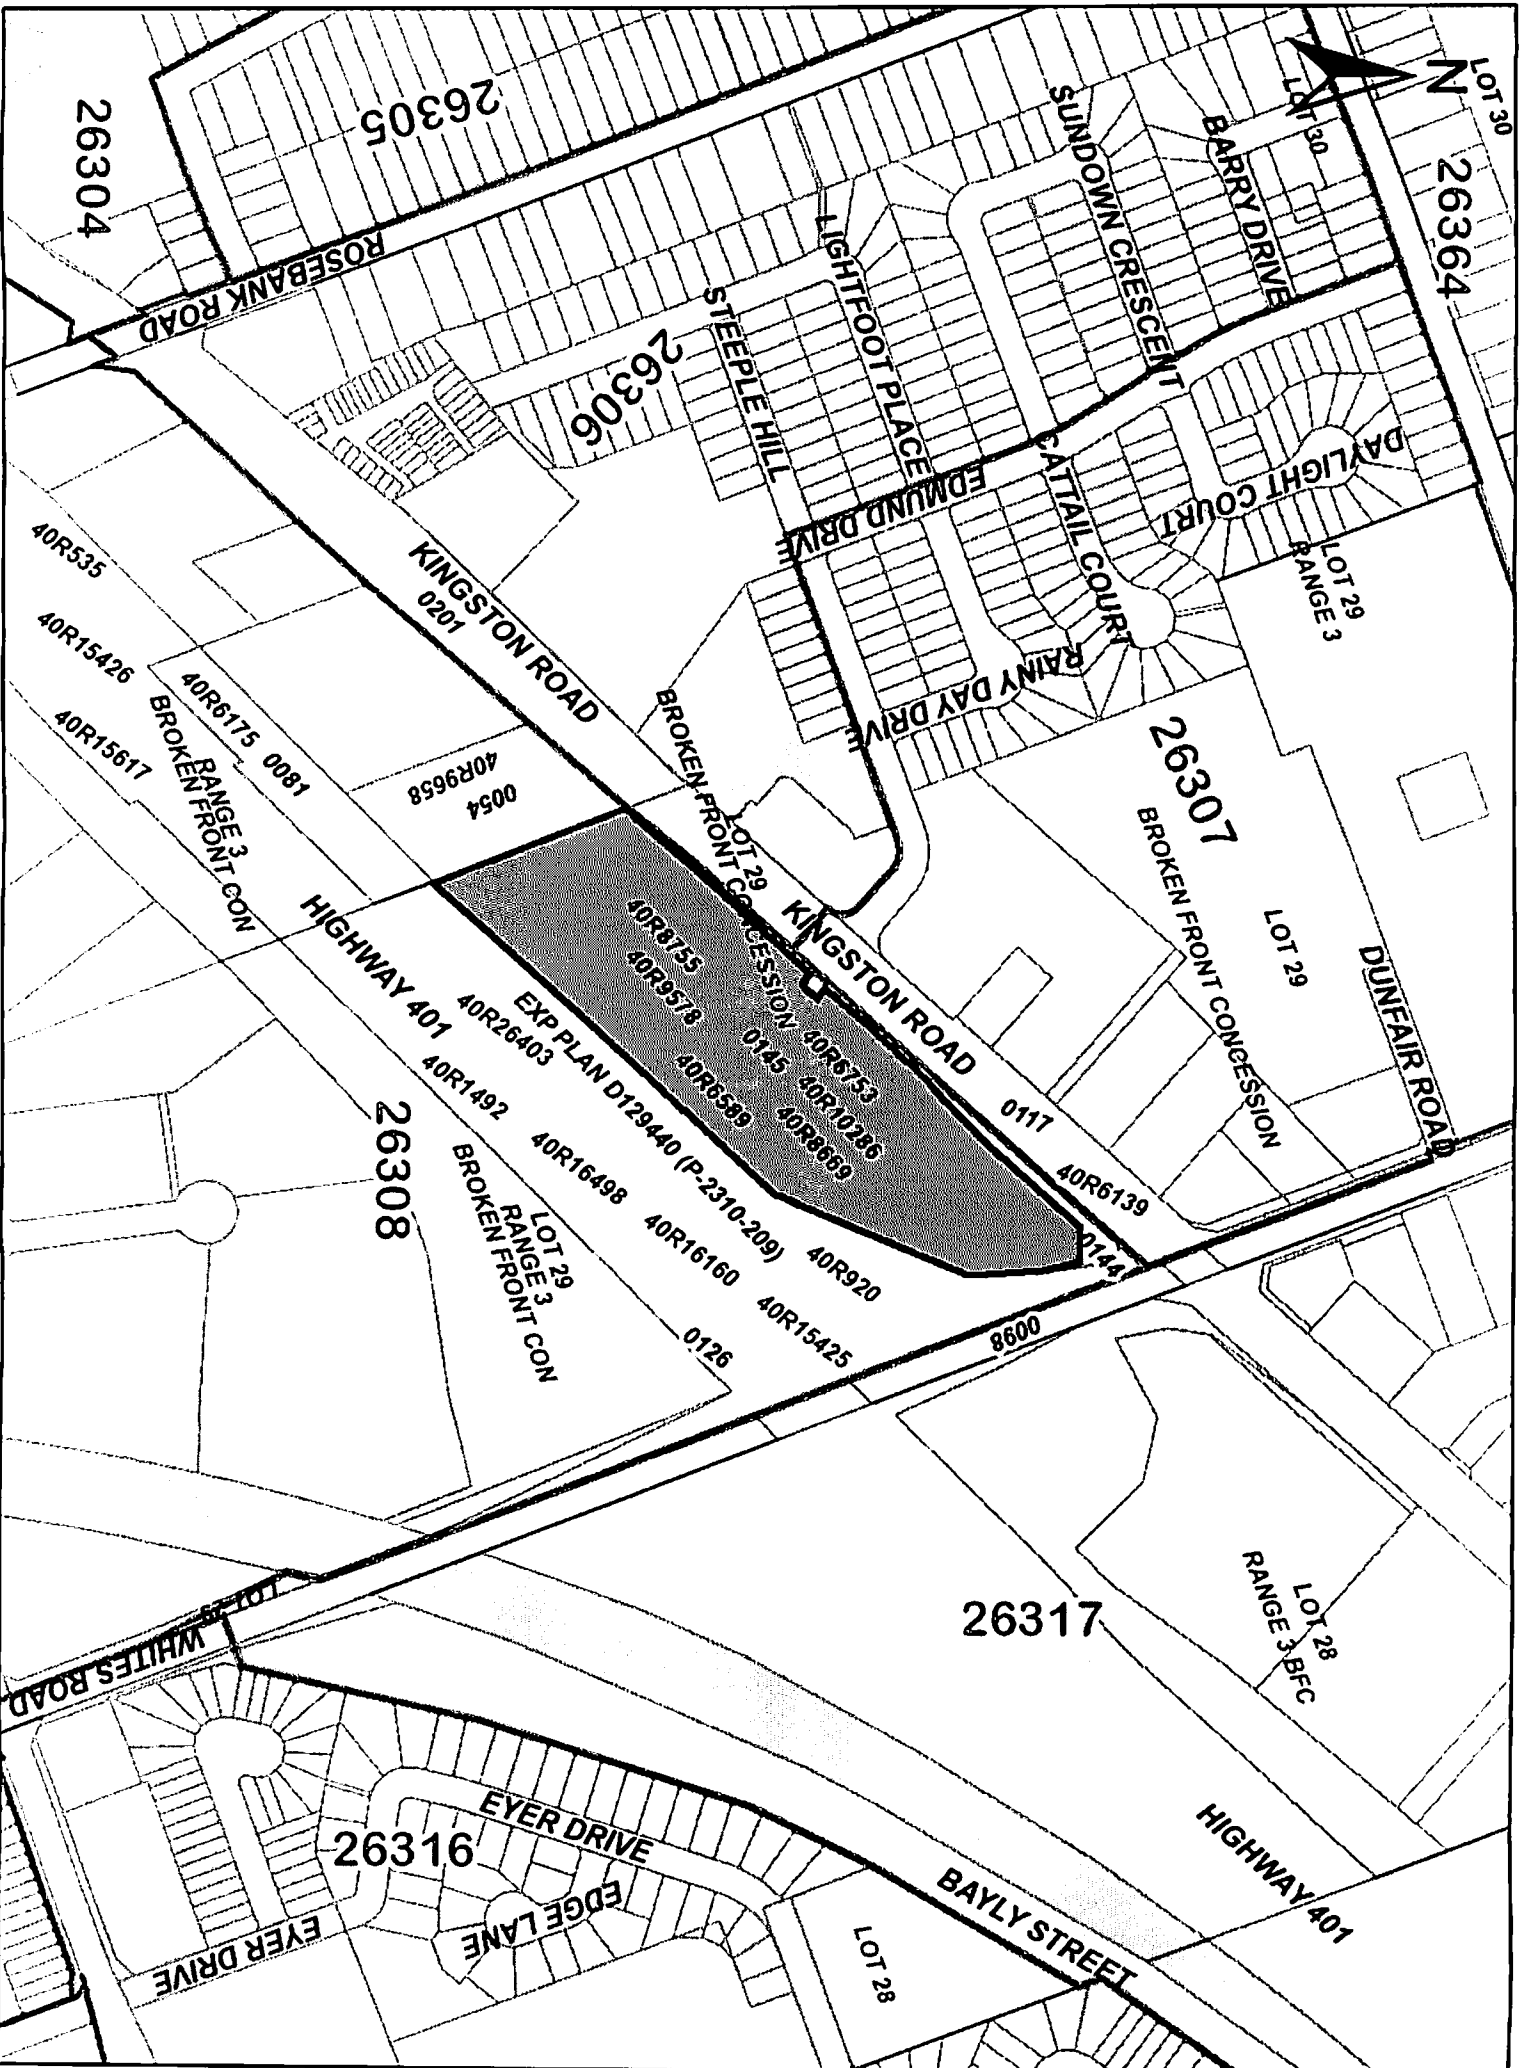 LOT 30
N
LOT 30
26364
26305
26304
SUNDOWN CRESCENT
BARRY DRIVE
ROSEBANK ROAD
LIGHTFOOT PLACE
STEEPLE HILL
26306
EDMUND DRIVE
CATTAIL COURT
DAYLIGHT COURT
LOT 29
RANGE 3
RAINY DAY DRIVE
KINGSTON ROAD
0201
40R535
40R15426
40R15617
40R6175
0081
RANGE 3
BROKEN FRONT CON
40R9658
0054
BROKEN FRONT CONCESSION
LOT 29
26307
BROKEN FRONT CONCESSION
LOT 29
DUNFAIR ROAD
KINGSTON ROAD
40R8755
40R9578
40R6589
0145
40R6753
40R10286
40R8669
0117
40R6139
0144
HIGHWAY 401
EXP PLAN D129440 (P-2310-209)
40R26403
40R1492
40R16498
40R16160
40R920
40R15425
0126
26308
LOT 29
RANGE 3
BROKEN FRONT CON
8600
26317
LOT 28
RANGE 3 BFC
LOT 29
WHITES ROAD
HIGHWAY 401
EYER DRIVE
26316
EDGE LANE
EYER DRIVE
BAYLY STREET
LOT 28